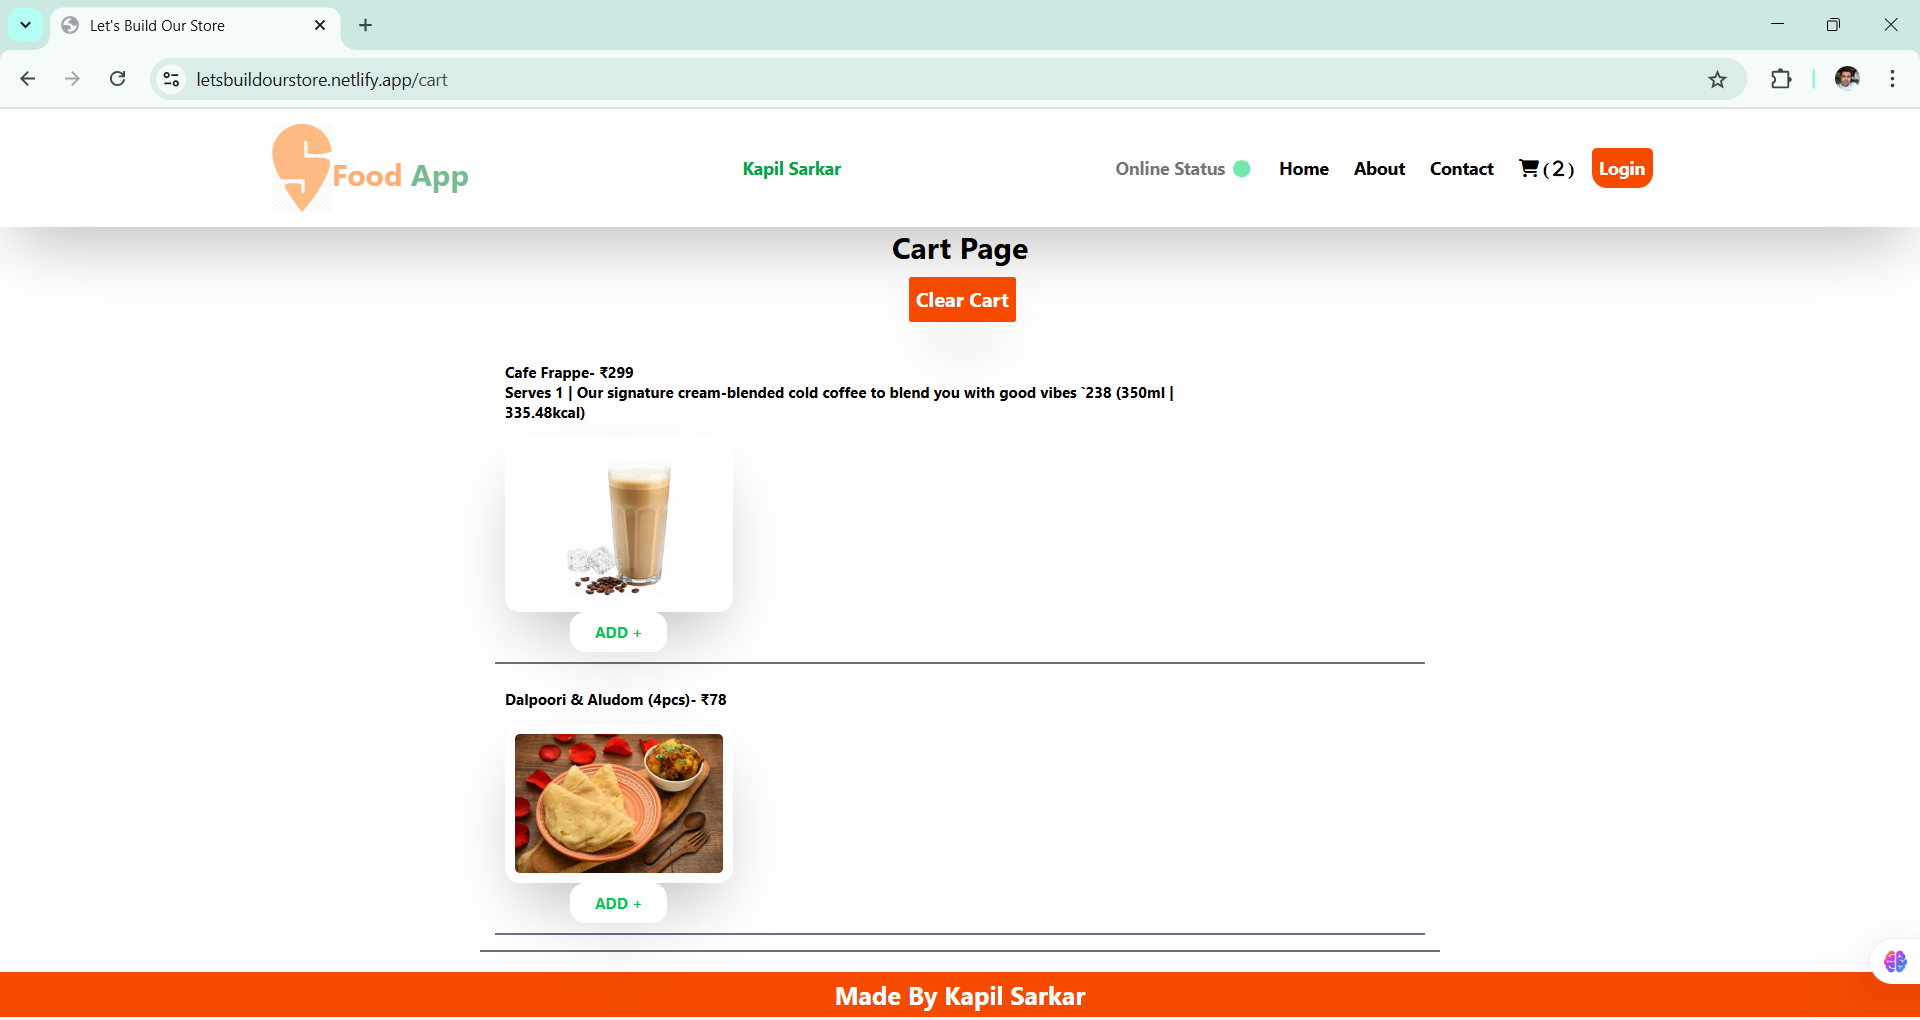 Let's Build Our Store
letsbuildourstore.netlify.app/cart
Food App
Kapil Sarkar
Online Status
Home
About
Contact
(2)
Login
Cart Page
Clear Cart
Cafe Frappe- ₹299
Serves 1 | Our signature cream-blended cold coffee to blend you with good vibes `238 (350ml |
335.48kcal)
ADD +
Dalpoori & Aludom (4pcs)- ₹78
ADD +
Made By Kapil Sarkar